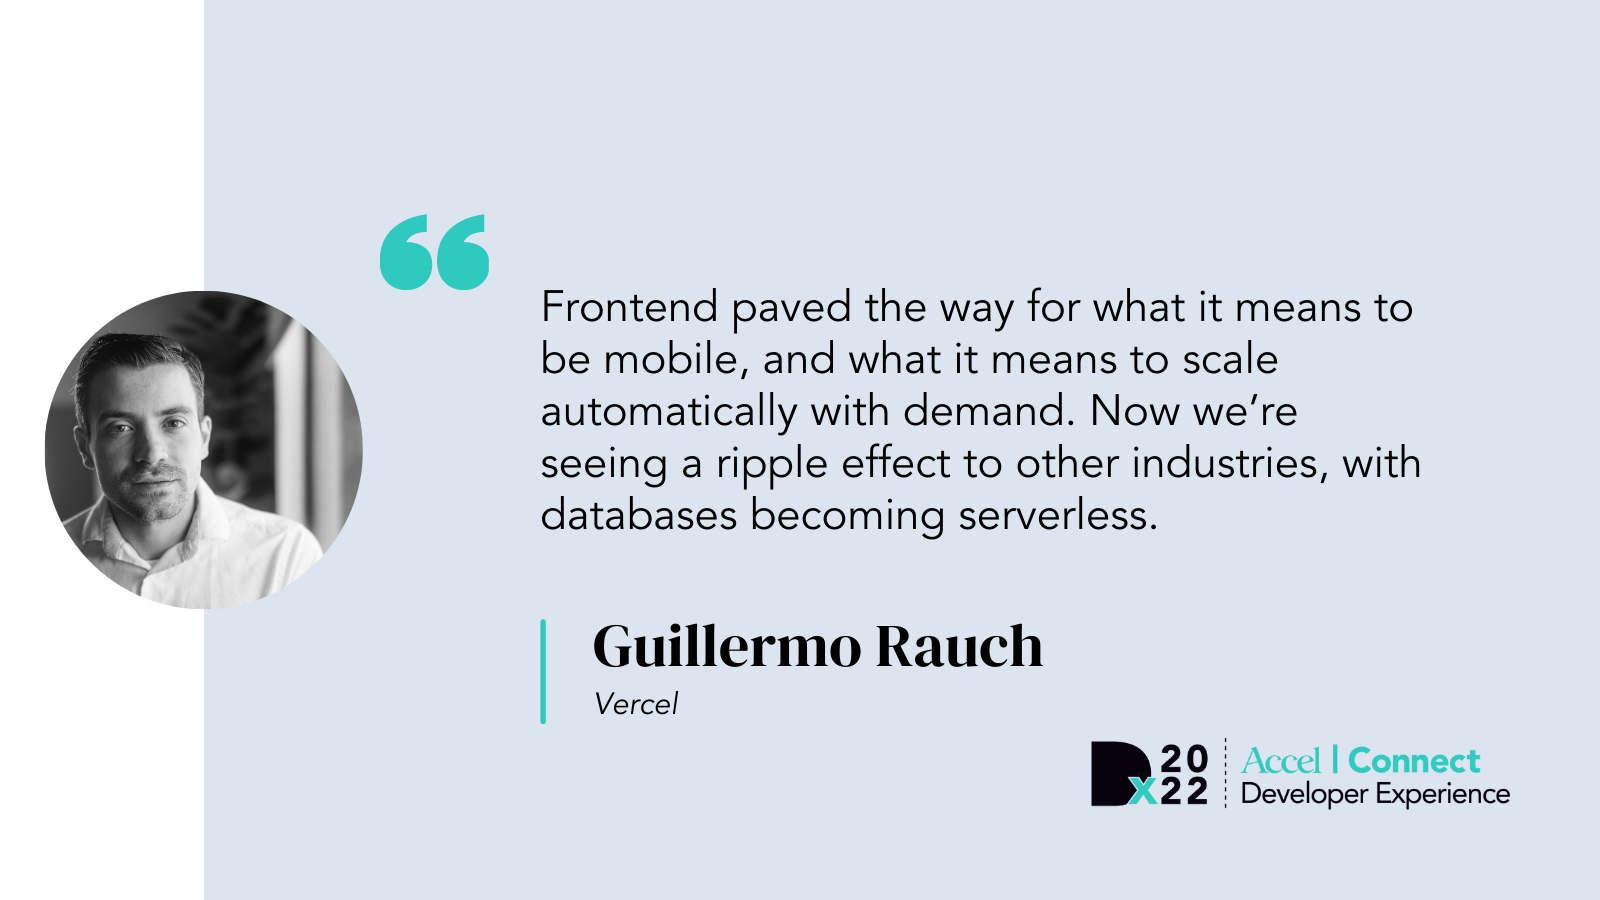 “
Frontend paved the way for what it means to
be mobile, and what it means to scale
automatically with demand. Now we’re
seeing a ripple effect to other industries, with
databases becoming serverless.
Guillermo Rauch
Vercel
Dx 2022
Accel | Connect
Developer Experience